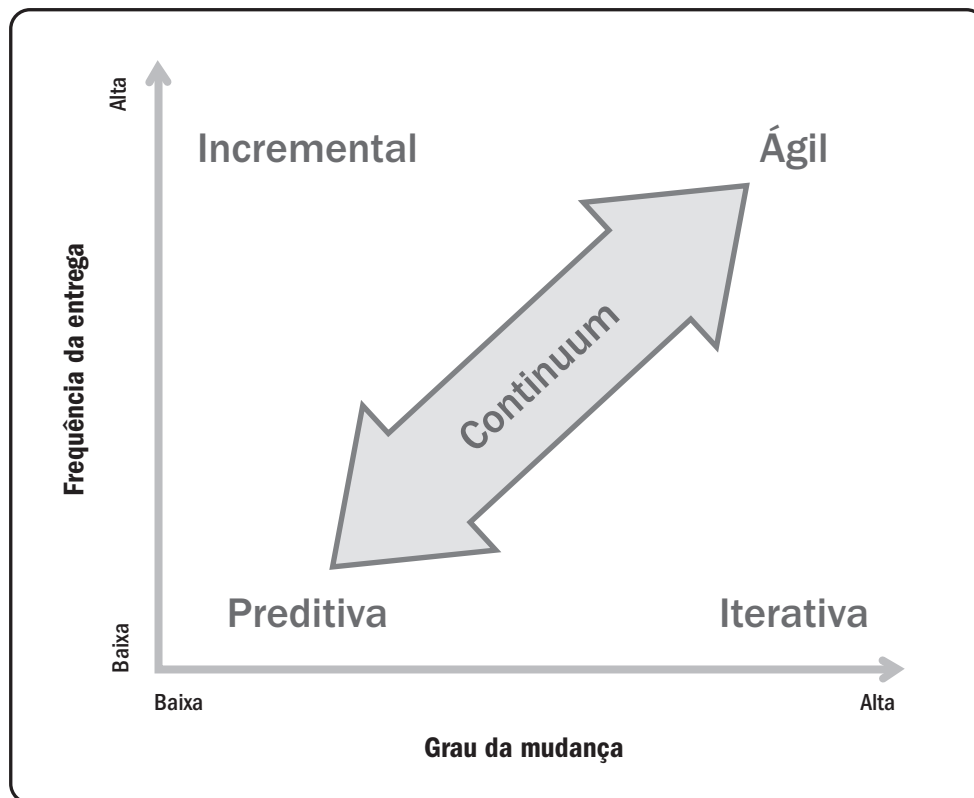 Alta
Incremental
Ágil
Frequência da entrega
Continuum
Preditiva
Iterativa
Baixa
Baixa
Alta
Grau da mudança